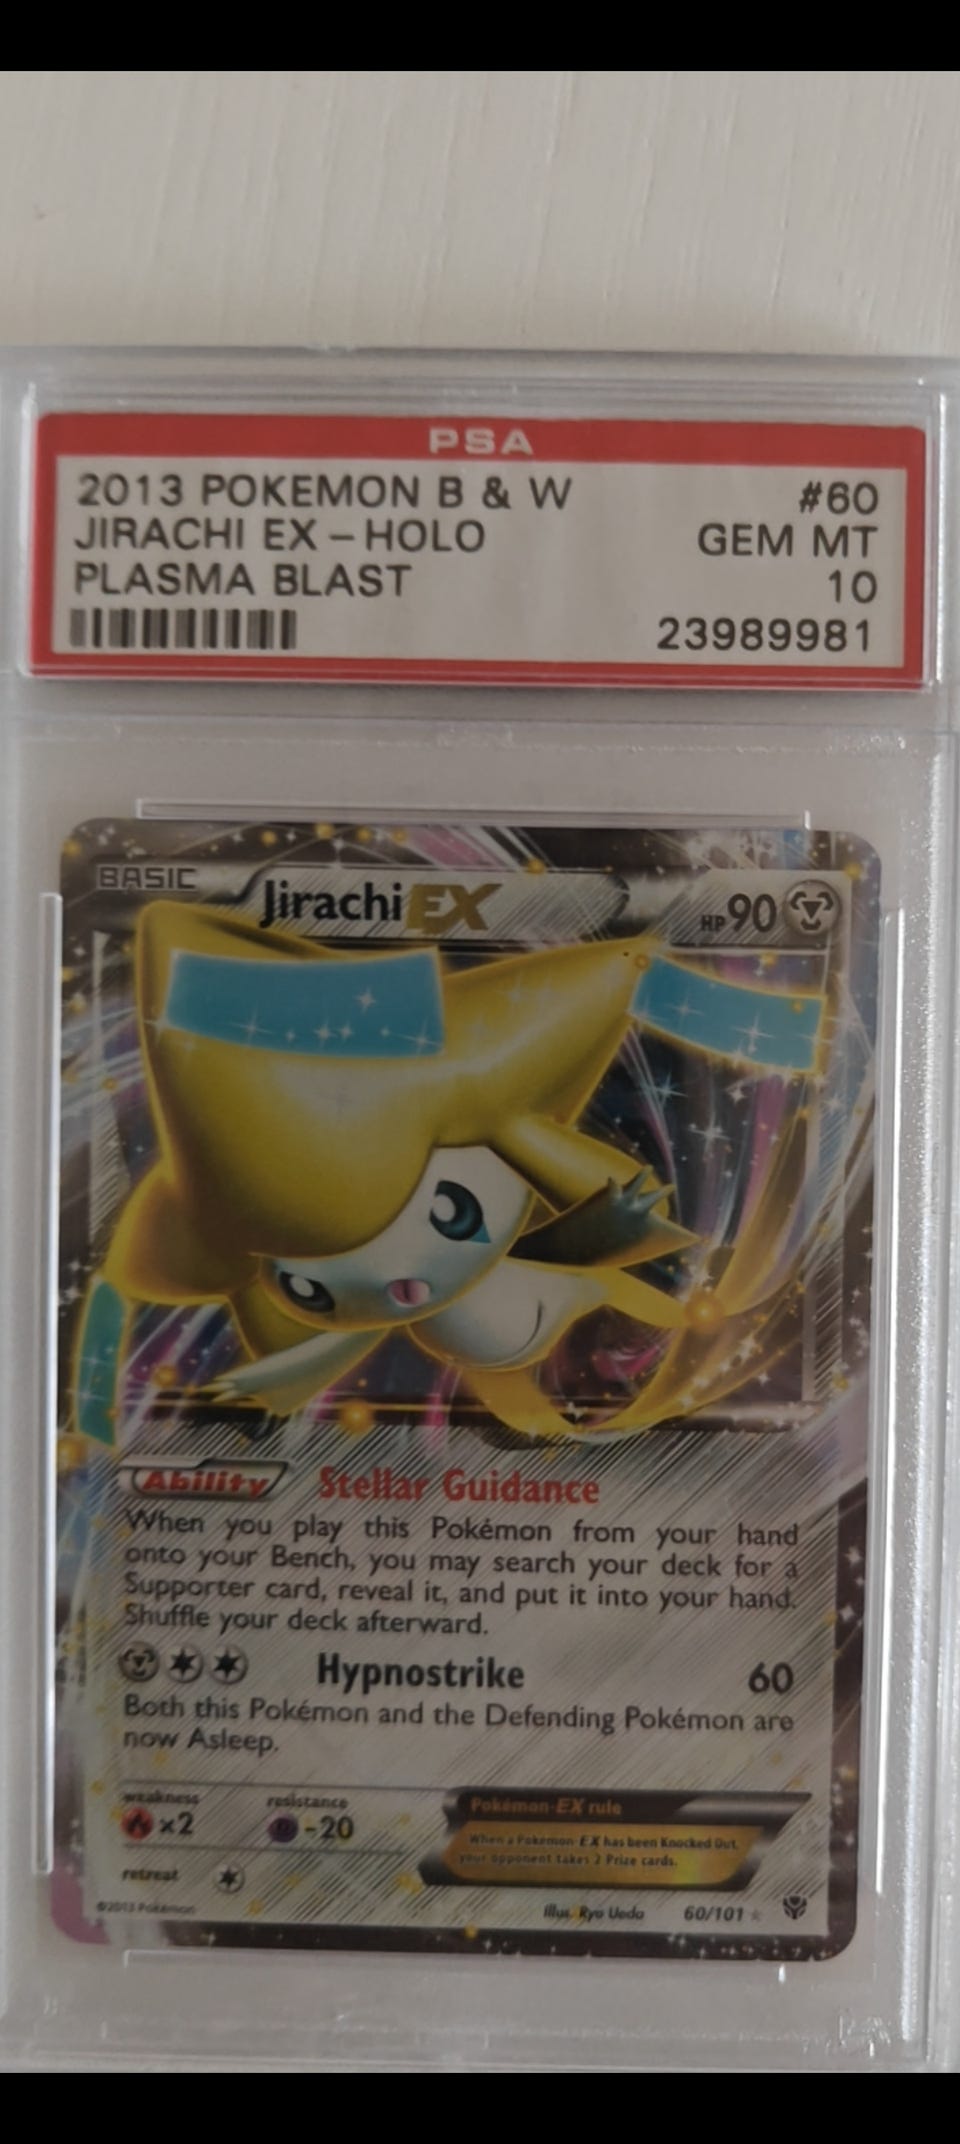 PSA
2013 POKEMON B & W #60
JIRACHI EX – HOLO GEM MT
PLASMA BLAST 10
23989981
BASIC Jirachi EX HP 90
Ability Stellar Guidance
When you play this Pokémon from your hand
onto your Bench, you may search your deck for a
Supporter card, reveal it, and put it into your hand.
Shuffle your deck afterward.
Hypnostrike 60
Both this Pokémon and the Defending Pokémon are
now Asleep.
weakness resistance
×2 -20
Pokémon-EX rule
When a Pokémon-EX has been Knocked Out,
your opponent takes 2 Prize cards.
retreat
©2013 Pokémon Illus. Ryo Ueda 60/101